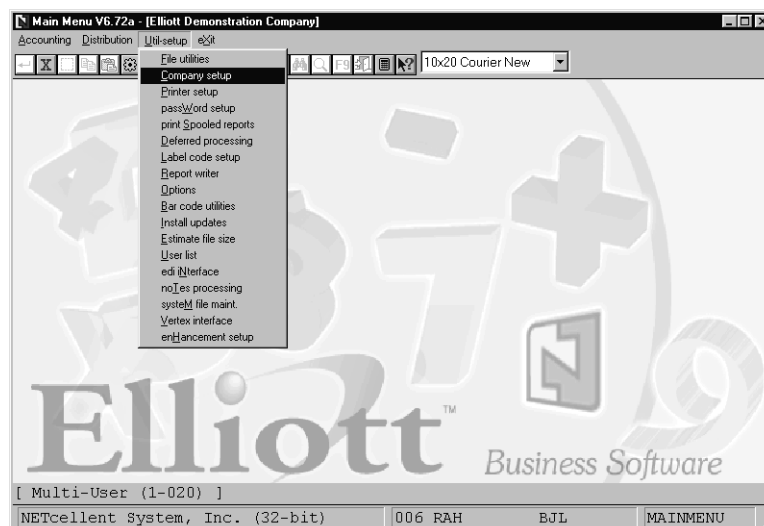 Main Menu V6.72a - [Elliott Demonstration Company]
Accounting Distribution Util-setup eXit
X F9 ? 10x20 Courier New
File utilities
Company setup
Printer setup
passWord setup
print Spooled reports
Deferred processing
Label code setup
Report writer
Options
Bar code utilities
Install updates
Estimate file size
User list
edi iNterface
noTes processing
systeM file maint.
Vertex interface
enHancement setup
Elliott™
Business Software
[ Multi-User (1-020) ]
NETcellent System, Inc. (32-bit) 006 RAH BJL MAINMENU